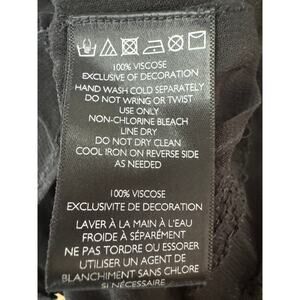 100% VISCOSE
EXCLUSIVE OF DECORATION
HAND WASH COLD SEPARATELY
DO NOT WRING OR TWIST
USE ONLY
NON-CHLORINE BLEACH
LINE DRY
DO NOT DRY CLEAN
COOL IRON ON REVERSE SIDE
AS NEEDED
100% VISCOSE
EXCLUSIVITE DE DECORATION
LAVER À LA MAIN À L'EAU
FROIDE À SÉPARÉMENT
NE PAS TORDRE OU ESSORER
UTILISER UN AGENT DE
BLANCHIMENT SANS CHLORE
SI NÉCESSAIRE